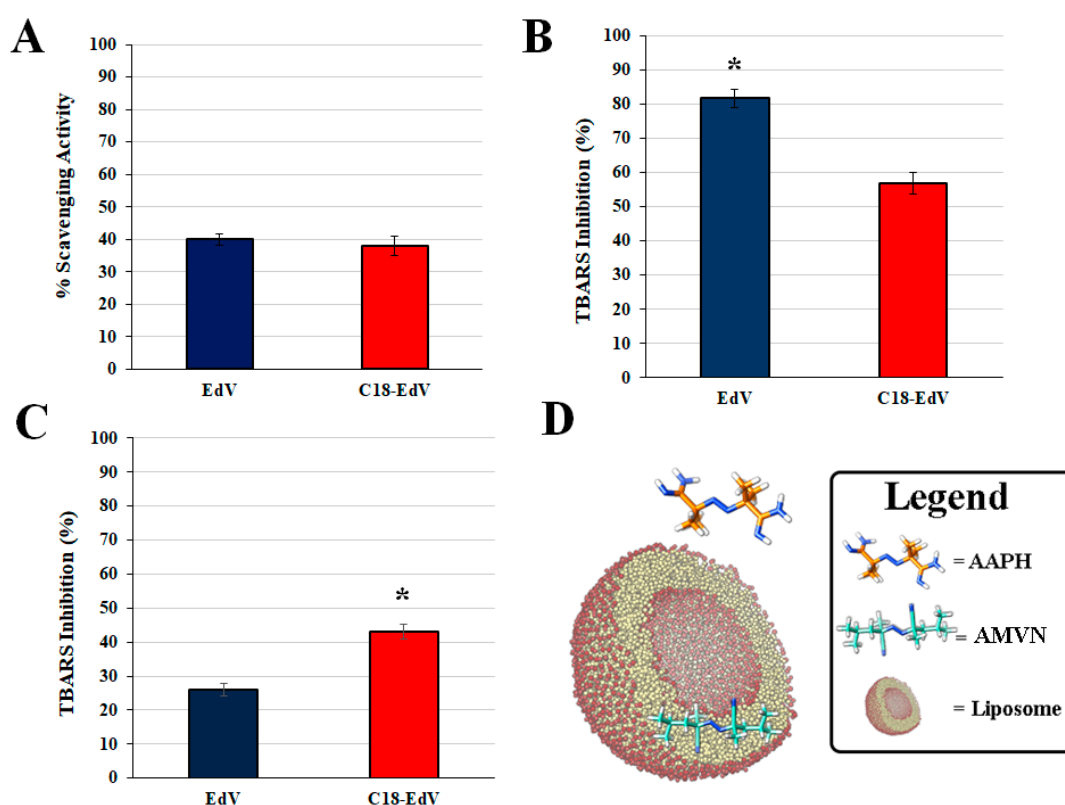 A
% Scavenging Activity
100
90
80
70
60
50
40
30
20
10
0
EdV C18-EdV
B
TBARS Inhibition (%)
100
90
80
70
60
50
40
30
20
10
0
*
EdV C18-EdV
C
TBARS Inhibition (%)
100
90
80
70
60
50
40
30
20
10
0
*
EdV C18-EdV
D
Legend
= AAPH
= AMVN
= Liposome